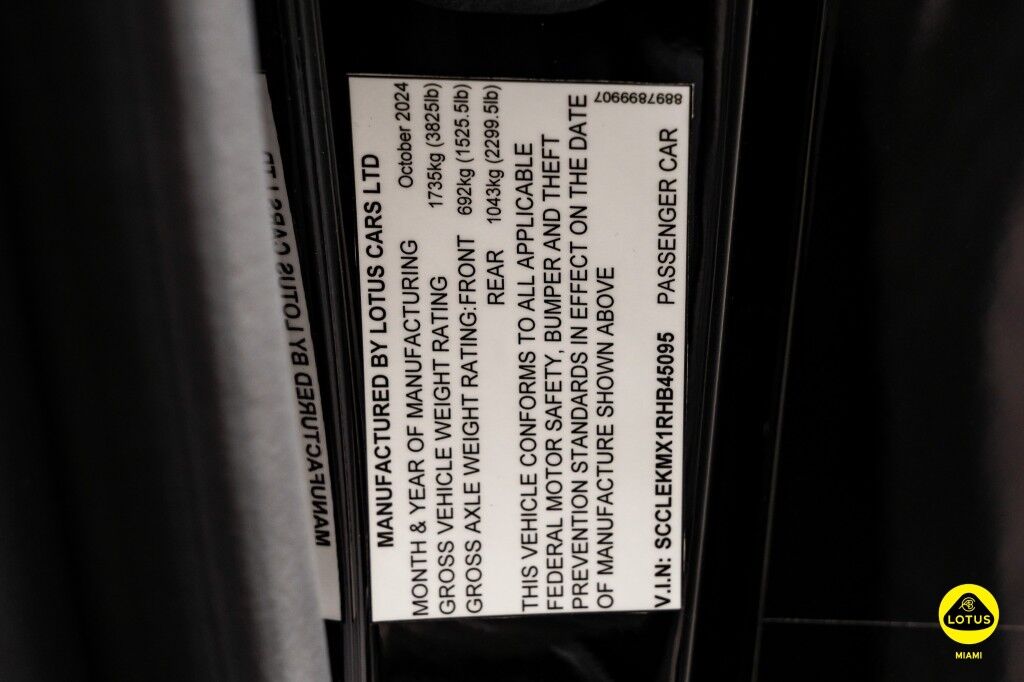 MANUFACTURED BY LOTUS CARS LTD
MONTH & YEAR OF MANUFACTURING October 2024
GROSS VEHICLE WEIGHT RATING 1735kg (3825lb)
GROSS AXLE WEIGHT RATING:FRONT 692kg (1525.5lb)
REAR 1043kg (2299.5lb)
THIS VEHICLE CONFORMS TO ALL APPLICABLE
FEDERAL MOTOR SAFETY, BUMPER AND THEFT
PREVENTION STANDARDS IN EFFECT ON THE DATE
OF MANUFACTURE SHOWN ABOVE
V.I.N: SCCLEKMX1RHB45095 PASSENGER CAR
8897899907
MANUFACTURED BY LOTUS CARS LTD
LOTUS
MIAMI